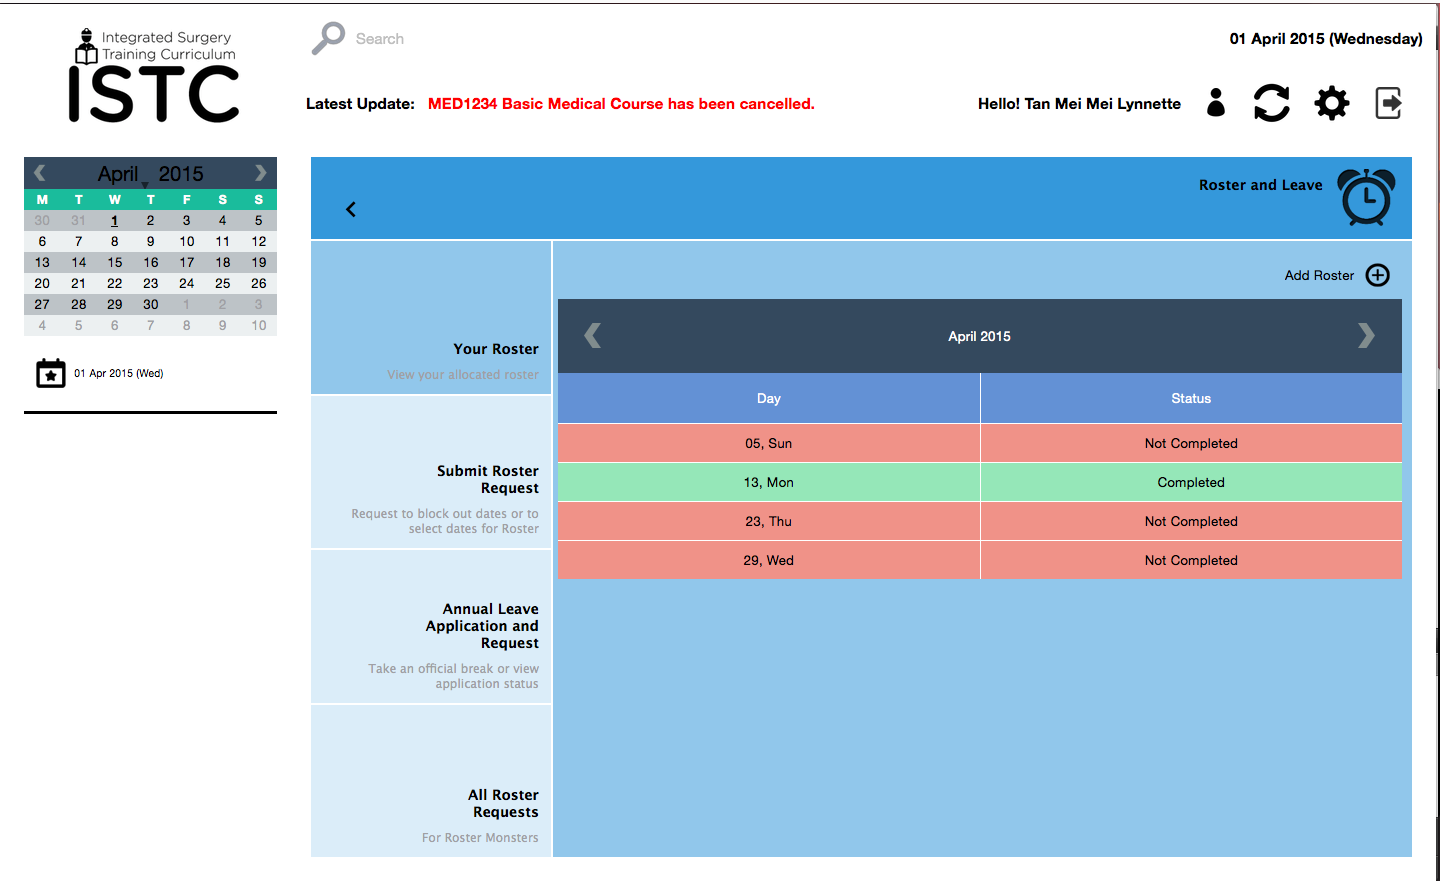 Integrated Surgery
Training Curriculum
ISTC
Search
01 April 2015 (Wednesday)
Latest Update: MED1234 Basic Medical Course has been cancelled.
Hello! Tan Mei Mei Lynnette
April 2015
M T W T F S S
30 31 1 2 3 4 5
6 7 8 9 10 11 12
13 14 15 16 17 18 19
20 21 22 23 24 25 26
27 28 29 30 1 2 3
4 5 6 7 8 9 10
01 Apr 2015 (Wed)
Roster and Leave
Your Roster
View your allocated roster
Submit Roster
Request
Request to block out dates or to
select dates for Roster
Annual Leave
Application and
Request
Take an official break or view
application status
All Roster
Requests
For Roster Monsters
Add Roster
April 2015
Day Status
05, Sun Not Completed
13, Mon Completed
23, Thu Not Completed
29, Wed Not Completed